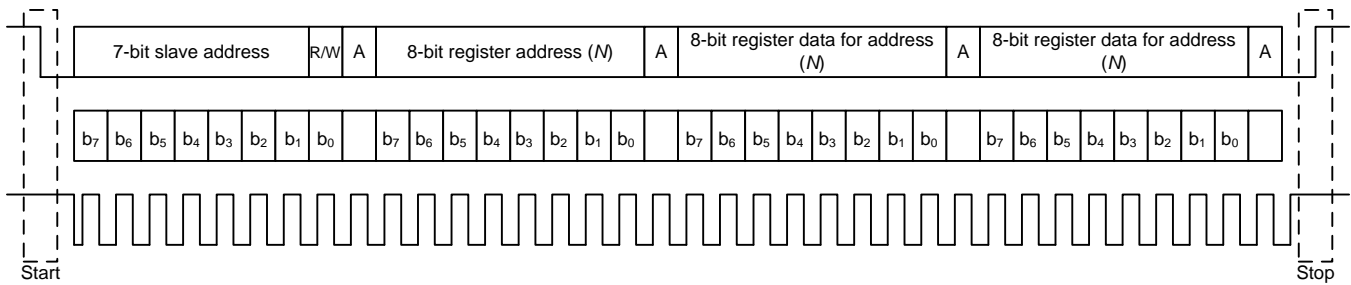 7-bit slave address R/W A 8-bit register address (N) A 8-bit register data for address (N) A 8-bit register data for address (N) A
b₇ b₆ b₅ b₄ b₃ b₂ b₁ b₀ b₇ b₆ b₅ b₄ b₃ b₂ b₁ b₀ b₇ b₆ b₅ b₄ b₃ b₂ b₁ b₀ b₇ b₆ b₅ b₄ b₃ b₂ b₁ b₀
Start Stop